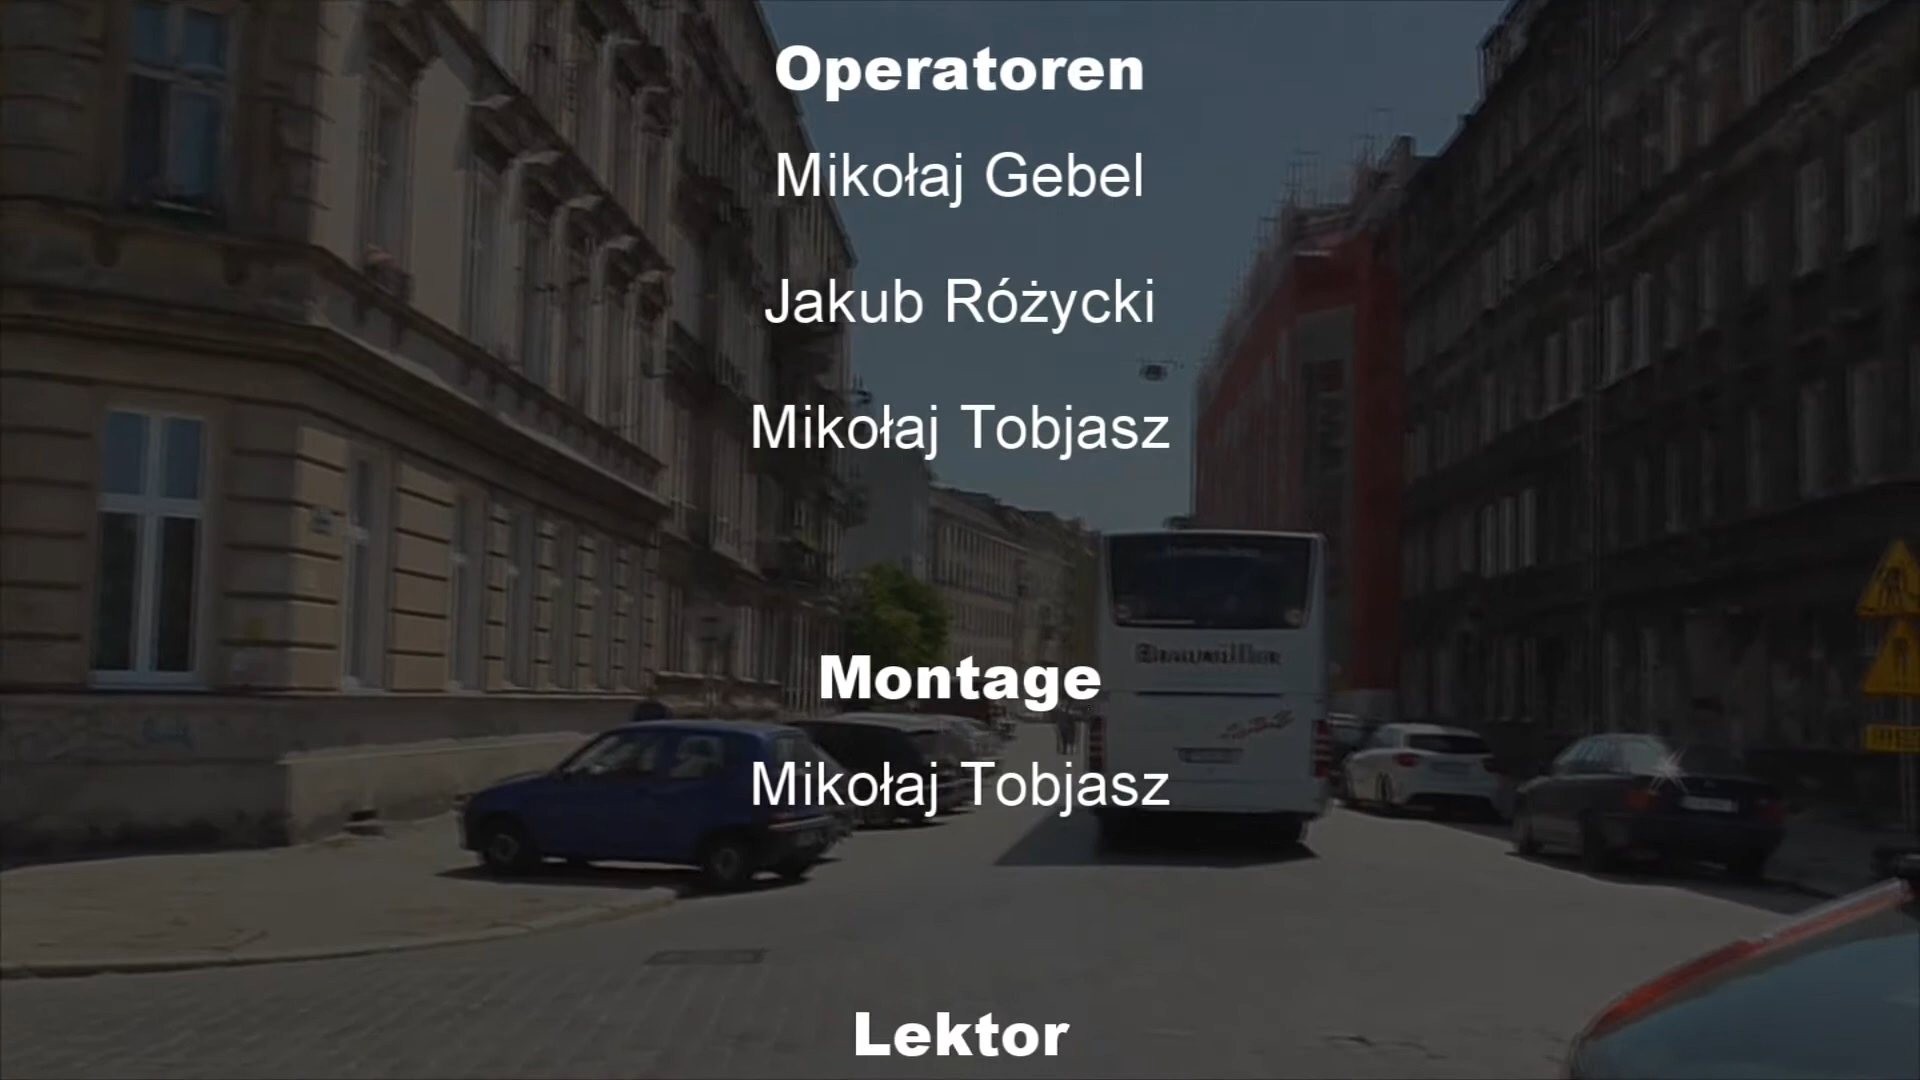 Operatoren
Mikołaj Gebel
Jakub Różycki
Mikołaj Tobjasz
Montage
Mikołaj Tobjasz
Lektor